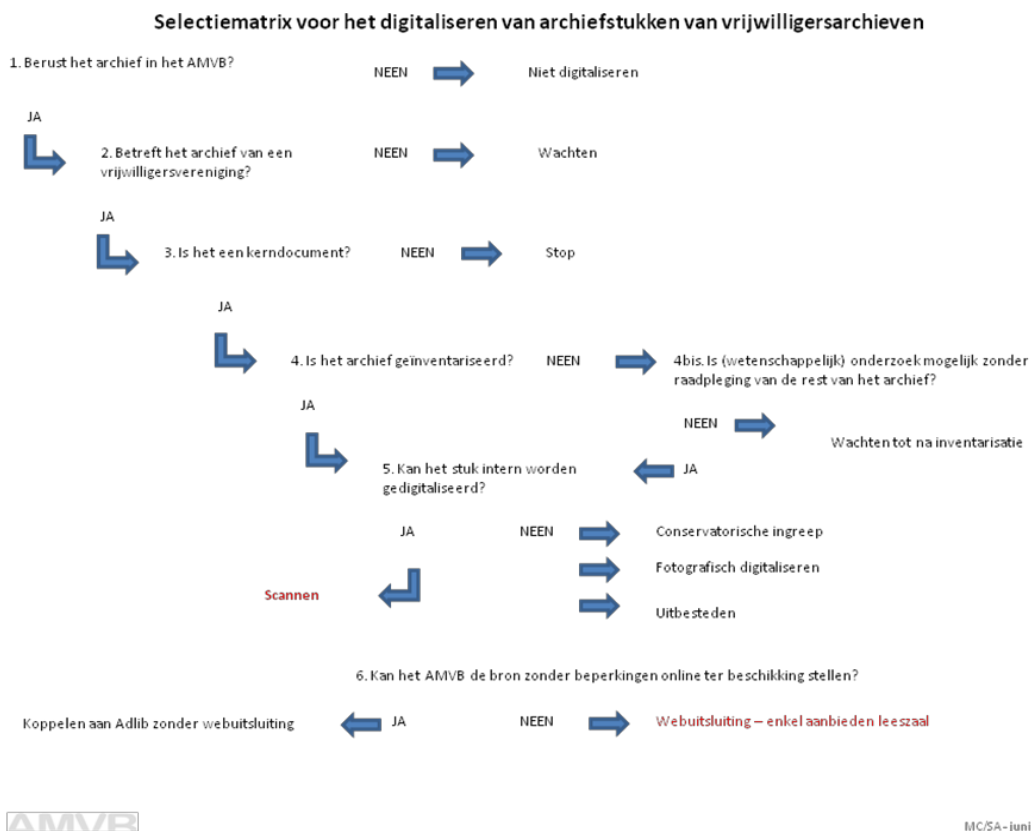 Selectiematrix voor het digitaliseren van archiefstukken van vrijwilligersarchieven
1. Berust het archief in het AMVB?
NEEN
Niet digitaliseren
JA
2. Betreft het archief van een
vrijwilligersvereniging?
NEEN
Wachten
JA
3. Is het een kerndocument?
NEEN
Stop
JA
4. Is het archief geïnventariseerd?
NEEN
4bis. Is (wetenschappelijk) onderzoek mogelijk zonder
raadpleging van de rest van het archief?
JA
NEEN
Wachten tot na inventarisatie
5. Kan het stuk intern worden
gedigitaliseerd?
JA
JA
NEEN
Conservatorische ingreep
Fotografisch digitaliseren
Scannen
Uitbesteden
6. Kan het AMVB de bron zonder beperkingen online ter beschikking stellen?
Koppelen aan Adlib zonder webuitsluiting
JA
NEEN
Webuitsluiting – enkel aanbieden leeszaal
AMVB
MC/SA - juni